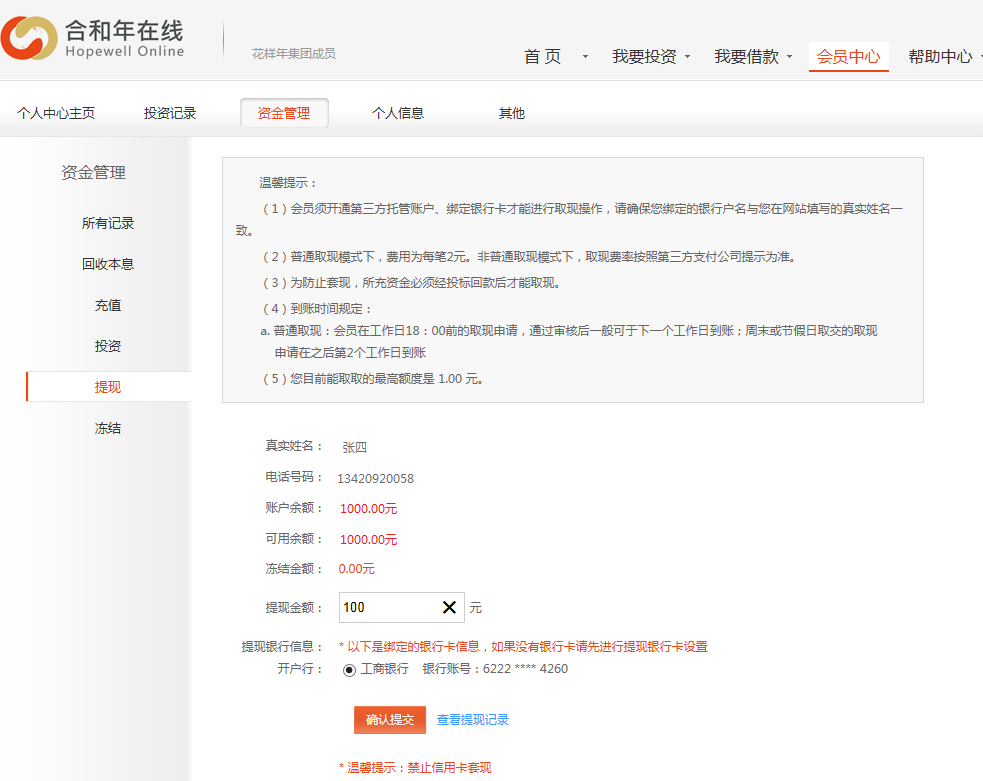 合和年在线
Hopewell Online
花样年集团成员
首 页 我要投资 我要借款 会员中心 帮助中心
个人中心主页 投资记录 资金管理 个人信息 其他
资金管理
所有记录
回收本息
充值
投资
提现
冻结
温馨提示：
（1）会员须开通第三方托管账户、绑定银行卡才能进行取现操作，请确保您绑定的银行户名与您在网站填写的真实姓名一
致。
（2）普通取现模式下，费用为每笔2元。非普通取现模式下，取现费率按照第三方支付公司提示为准。
（3）为防止套现，所充资金必须经投标回款后才能取现。
（4）到账时间规定：
a. 普通取现：会员在工作日18：00前的取现申请，通过审核后一般可于下一个工作日到账；周末或节假日取交的取现
申请在之后第2个工作日到账
（5）您目前能取取的最高额度是 1.00 元。
真实姓名： 张四
电话号码： 13420920058
账户余额： 1000.00元
可用余额： 1000.00元
冻结金额： 0.00元
提现金额： 100 元
提现银行信息： * 以下是绑定的银行卡信息，如果没有银行卡请先进行提现银行卡设置
开户行： 工商银行 银行账号：6222 **** 4260
确认提交 查看提现记录
* 温馨提示：禁止信用卡套现